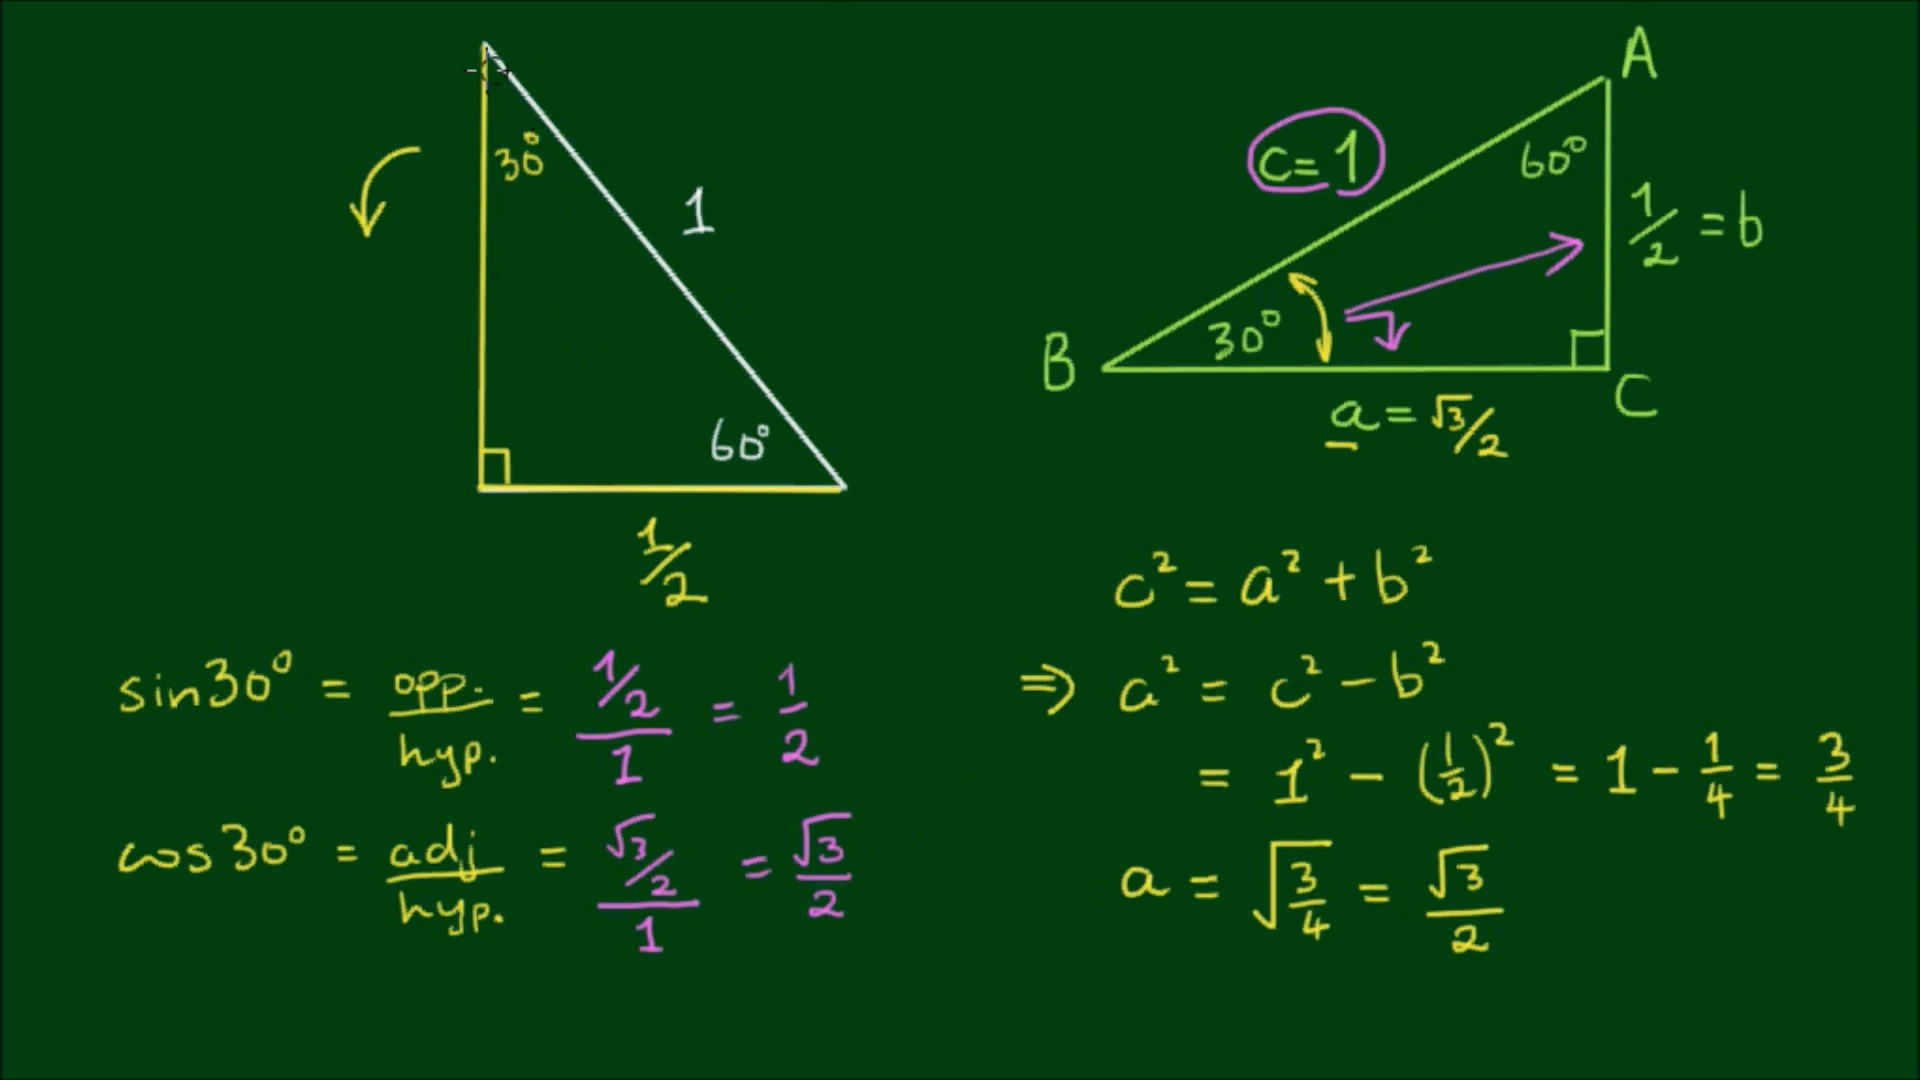 30°
1
60°
1/2
A
c=1
60°
1/2 = b
30°
B
C
a = √3/2
sin30° = opp./hyp. = (1/2)/1 = 1/2
cos30° = adj/hyp. = (√3/2)/1 = √3/2
c² = a² + b²
⇒ a² = c² − b²
= 1² − (1/2)² = 1 − 1/4 = 3/4
a = √(3/4) = √3/2